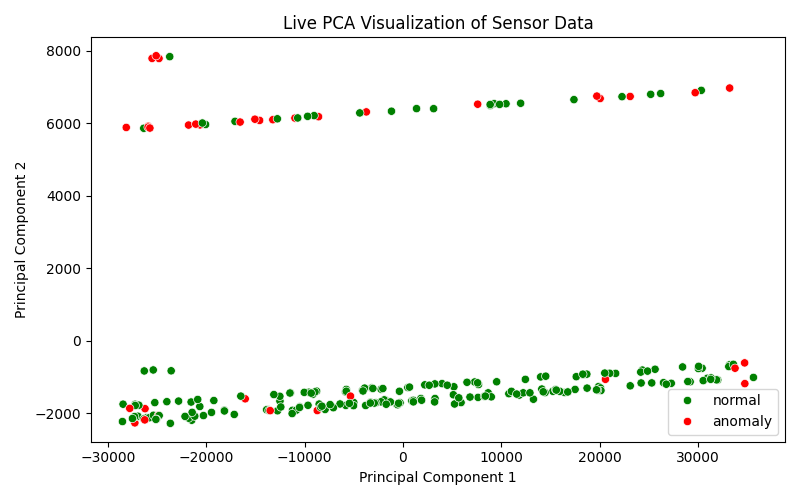 Live PCA Visualization of Sensor Data
8000
6000
4000
2000
0
−2000
Principal Component 2
normal
anomaly
−30000 −20000 −10000 0 10000 20000 30000
Principal Component 1